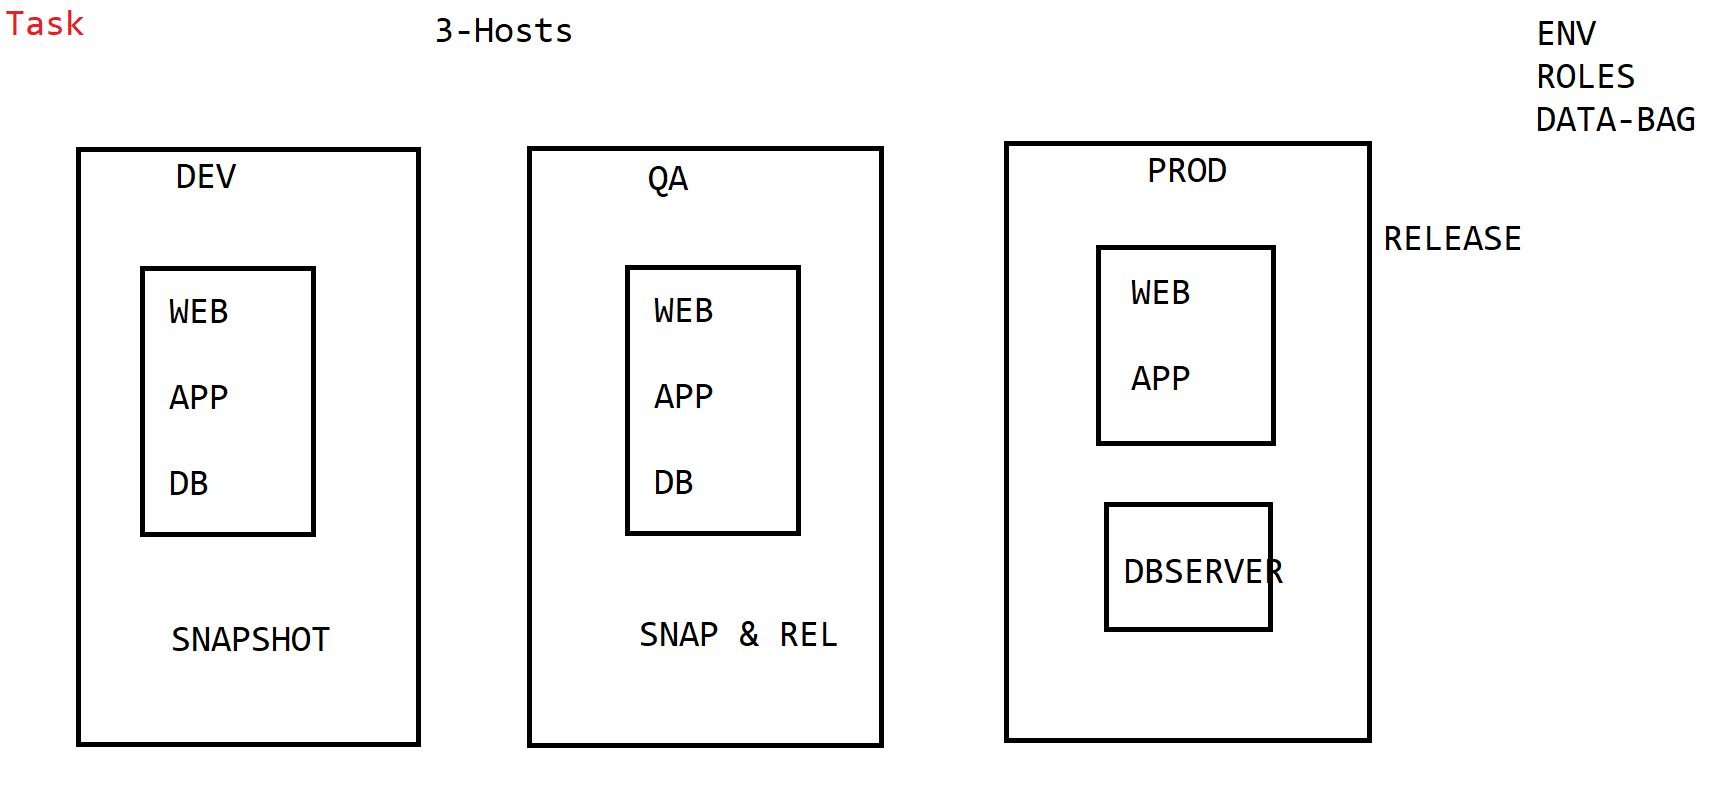 Task
3-Hosts
ENV
ROLES
DATA-BAG
DEV
WEB
APP
DB
SNAPSHOT
QA
WEB
APP
DB
SNAP & REL
PROD
WEB
APP
DBSERVER
RELEASE